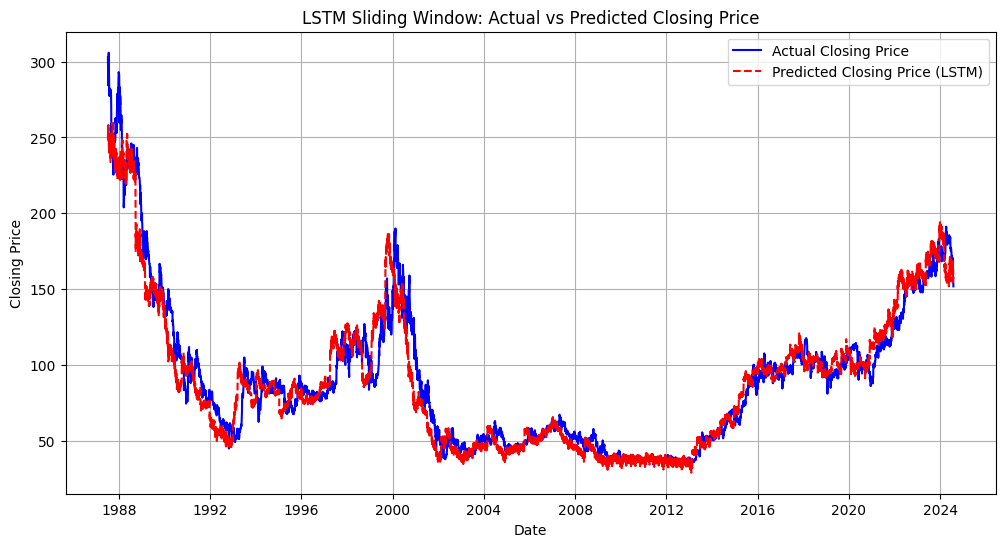 LSTM Sliding Window: Actual vs Predicted Closing Price
Actual Closing Price
Predicted Closing Price (LSTM)
300
250
200
150
100
50
Closing Price
1988 1992 1996 2000 2004 2008 2012 2016 2020 2024
Date